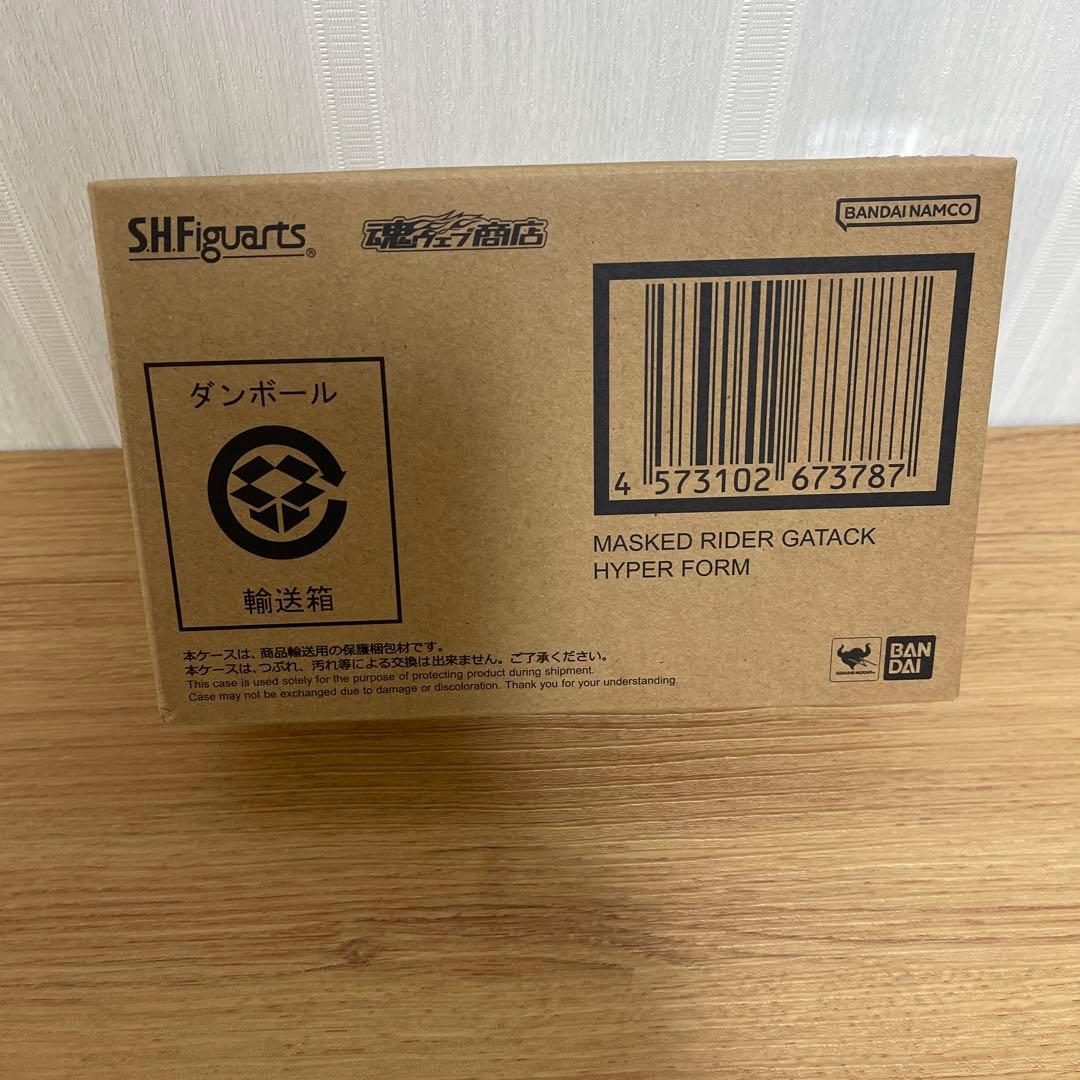 S.H.Figuarts®
魂ウェブ商店
BANDAI NAMCO
ダンボール
輸送箱
4 573102 673787
MASKED RIDER GATACK
HYPER FORM
本ケースは、商品輸送用の保護梱包材です。
本ケースは、つぶれ、汚れ等による交換は出来ません。ご了承ください。
This case is used solely for the purpose of protecting product during shipment.
Case may not be exchanged due to damage or discoloration. Thank you for your understanding.
TAMASHII NATIONS
BAN
DAI